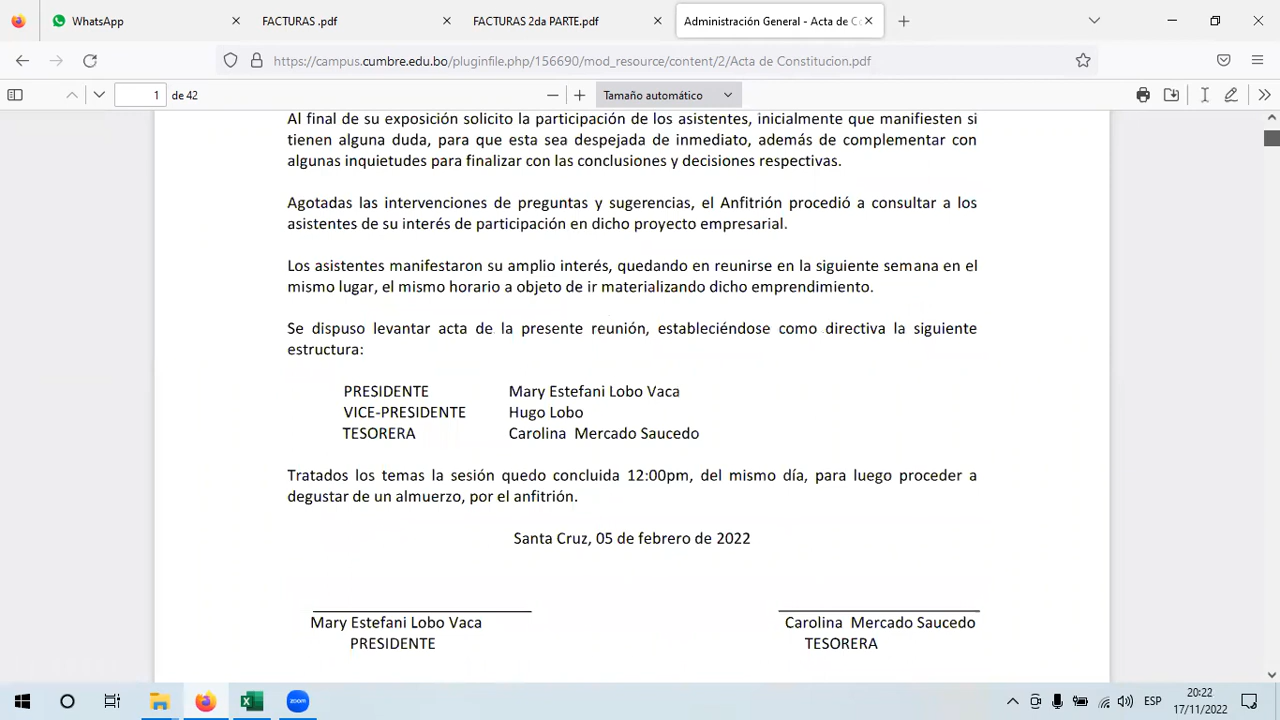 WhatsApp
FACTURAS .pdf
FACTURAS 2da PARTE.pdf
Administración General - Acta de Co
https://campus.cumbre.edu.bo/pluginfile.php/156690/mod_resource/content/2/Acta de Constitucion.pdf
1 de 42
Tamaño automático
Al final de su exposición solicito la participación de los asistentes, inicialmente que manifiesten si
tienen alguna duda, para que esta sea despejada de inmediato, además de complementar con
algunas inquietudes para finalizar con las conclusiones y decisiones respectivas.
Agotadas las intervenciones de preguntas y sugerencias, el Anfitrión procedió a consultar a los
asistentes de su interés de participación en dicho proyecto empresarial.
Los asistentes manifestaron su amplio interés, quedando en reunirse en la siguiente semana en el
mismo lugar, el mismo horario a objeto de ir materializando dicho emprendimiento.
Se dispuso levantar acta de la presente reunión, estableciéndose como directiva la siguiente
estructura:
PRESIDENTE Mary Estefani Lobo Vaca
VICE-PRESIDENTE Hugo Lobo
TESORERA Carolina Mercado Saucedo
Tratados los temas la sesión quedo concluida 12:00pm, del mismo día, para luego proceder a
degustar de un almuerzo, por el anfitrión.
Santa Cruz, 05 de febrero de 2022
Mary Estefani Lobo Vaca Carolina Mercado Saucedo
PRESIDENTE TESORERA
zoom
ESP
20:22
17/11/2022